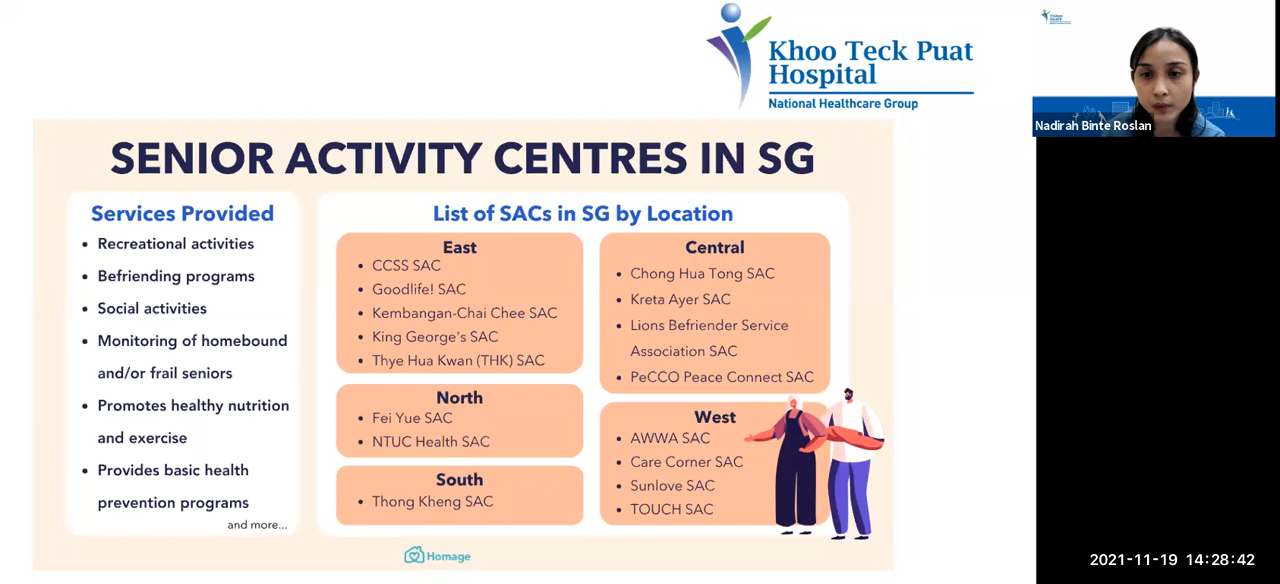 Khoo Teck Puat
Hospital
National Healthcare Group
Nadirah Binte Roslan
SENIOR ACTIVITY CENTRES IN SG
Services Provided
• Recreational activities
• Befriending programs
• Social activities
• Monitoring of homebound
and/or frail seniors
• Promotes healthy nutrition
and exercise
• Provides basic health
prevention programs
and more...
List of SACs in SG by Location
East
• CCSS SAC
• Goodlife! SAC
• Kembangan-Chai Chee SAC
• King George's SAC
• Thye Hua Kwan (THK) SAC
North
• Fei Yue SAC
• NTUC Health SAC
South
• Thong Kheng SAC
Central
• Chong Hua Tong SAC
• Kreta Ayer SAC
• Lions Befriender Service
Association SAC
• PeCCO Peace Connect SAC
West
• AWWA SAC
• Care Corner SAC
• Sunlove SAC
• TOUCH SAC
Homage
2021-11-19 14:28:42